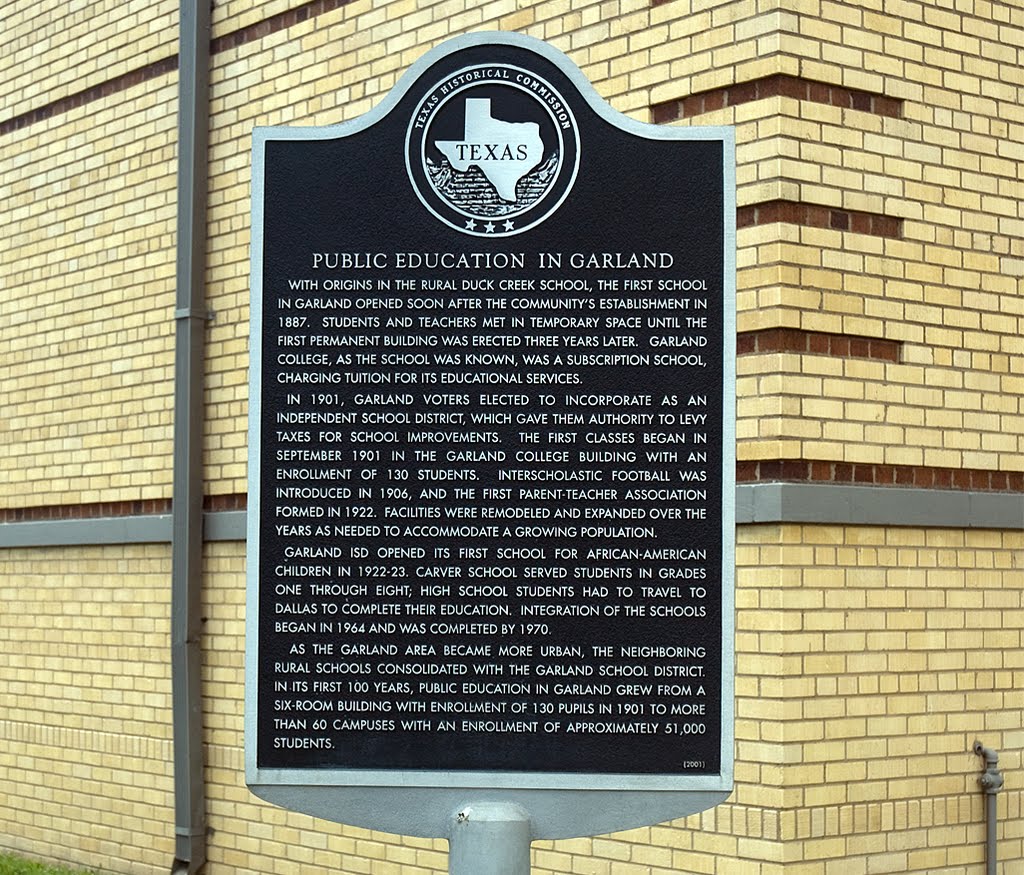 TEXAS HISTORICAL COMMISSION
TEXAS
PUBLIC EDUCATION IN GARLAND
WITH ORIGINS IN THE RURAL DUCK CREEK SCHOOL, THE FIRST SCHOOL
IN GARLAND OPENED SOON AFTER THE COMMUNITY'S ESTABLISHMENT IN
1887. STUDENTS AND TEACHERS MET IN TEMPORARY SPACE UNTIL THE
FIRST PERMANENT BUILDING WAS ERECTED THREE YEARS LATER. GARLAND
COLLEGE, AS THE SCHOOL WAS KNOWN, WAS A SUBSCRIPTION SCHOOL,
CHARGING TUITION FOR ITS EDUCATIONAL SERVICES.
IN 1901, GARLAND VOTERS ELECTED TO INCORPORATE AS AN
INDEPENDENT SCHOOL DISTRICT, WHICH GAVE THEM AUTHORITY TO LEVY
TAXES FOR SCHOOL IMPROVEMENTS. THE FIRST CLASSES BEGAN IN
SEPTEMBER 1901 IN THE GARLAND COLLEGE BUILDING WITH AN
ENROLLMENT OF 130 STUDENTS. INTERSCHOLASTIC FOOTBALL WAS
INTRODUCED IN 1906, AND THE FIRST PARENT-TEACHER ASSOCIATION
FORMED IN 1922. FACILITIES WERE REMODELED AND EXPANDED OVER THE
YEARS AS NEEDED TO ACCOMMODATE A GROWING POPULATION.
GARLAND ISD OPENED ITS FIRST SCHOOL FOR AFRICAN-AMERICAN
CHILDREN IN 1922-23. CARVER SCHOOL SERVED STUDENTS IN GRADES
ONE THROUGH EIGHT; HIGH SCHOOL STUDENTS HAD TO TRAVEL TO
DALLAS TO COMPLETE THEIR EDUCATION. INTEGRATION OF THE SCHOOLS
BEGAN IN 1964 AND WAS COMPLETED BY 1970.
AS THE GARLAND AREA BECAME MORE URBAN, THE NEIGHBORING
RURAL SCHOOLS CONSOLIDATED WITH THE GARLAND SCHOOL DISTRICT.
IN ITS FIRST 100 YEARS, PUBLIC EDUCATION IN GARLAND GREW FROM A
SIX-ROOM BUILDING WITH ENROLLMENT OF 130 PUPILS IN 1901 TO MORE
THAN 60 CAMPUSES WITH AN ENROLLMENT OF APPROXIMATELY 51,000
STUDENTS.
(2001)